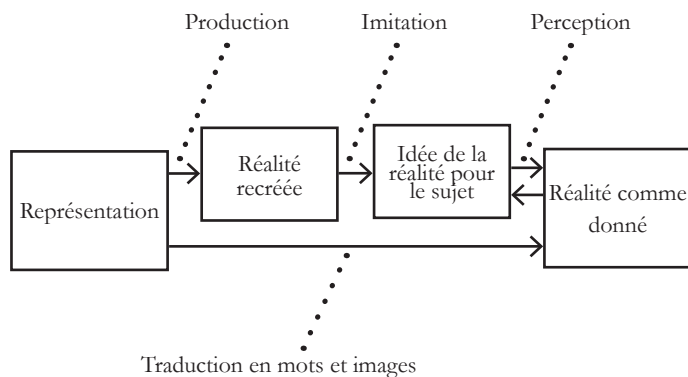 Production
Imitation
Perception
Représentation
Réalité
recréée
Idée de la
réalité pour
le sujet
Réalité comme
donné
Traduction en mots et images